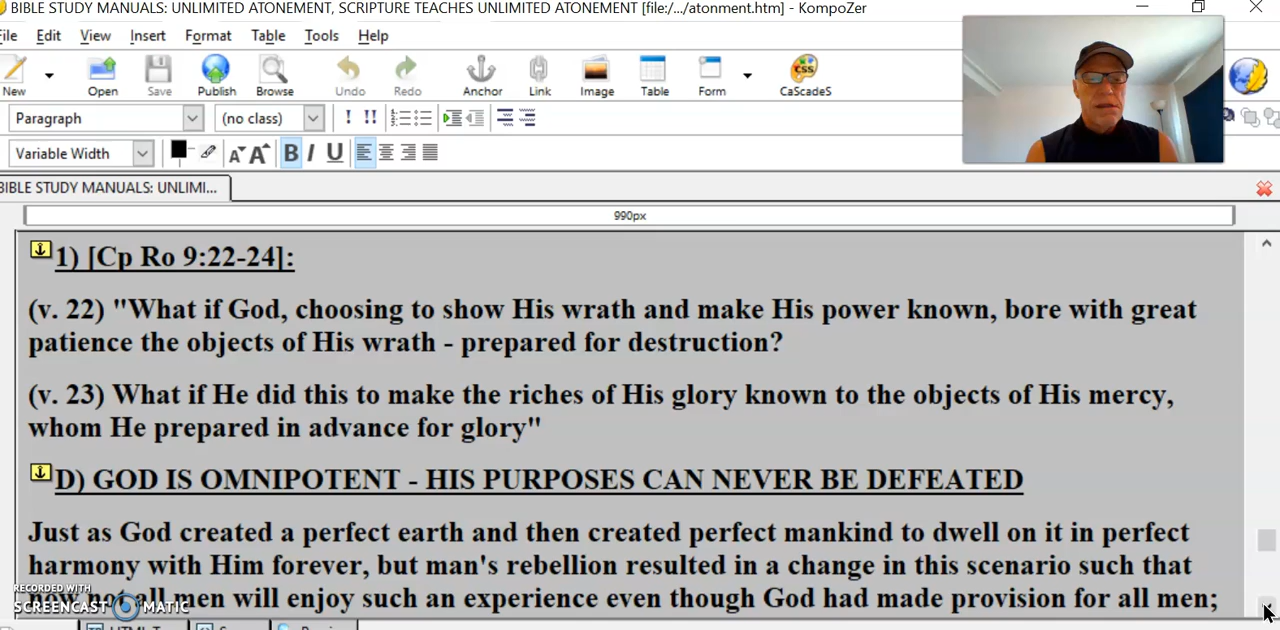 BIBLE STUDY MANUALS: UNLIMITED ATONEMENT, SCRIPTURE TEACHES UNLIMITED ATONEMENT [file:/.../atonment.htm] - KompoZer
ile Edit View Insert Format Table Tools Help
New Open Save Publish Browse Undo Redo Anchor Link Image Table Form CaScadeS
CSS
Paragraph (no class) ! !!
Variable Width A A B I U
BIBLE STUDY MANUALS: UNLIMI...
990px
1) [Cp Ro 9:22-24]:
(v. 22) "What if God, choosing to show His wrath and make His power known, bore with great
patience the objects of His wrath - prepared for destruction?
(v. 23) What if He did this to make the riches of His glory known to the objects of His mercy,
whom He prepared in advance for glory"
D) GOD IS OMNIPOTENT - HIS PURPOSES CAN NEVER BE DEFEATED
Just as God created a perfect earth and then created perfect mankind to dwell on it in perfect
harmony with Him forever, but man's rebellion resulted in a change in this scenario such that
now not all men will enjoy such an experience even though God had made provision for all men;
RECORDED WITH
SCREENCAST MATIC